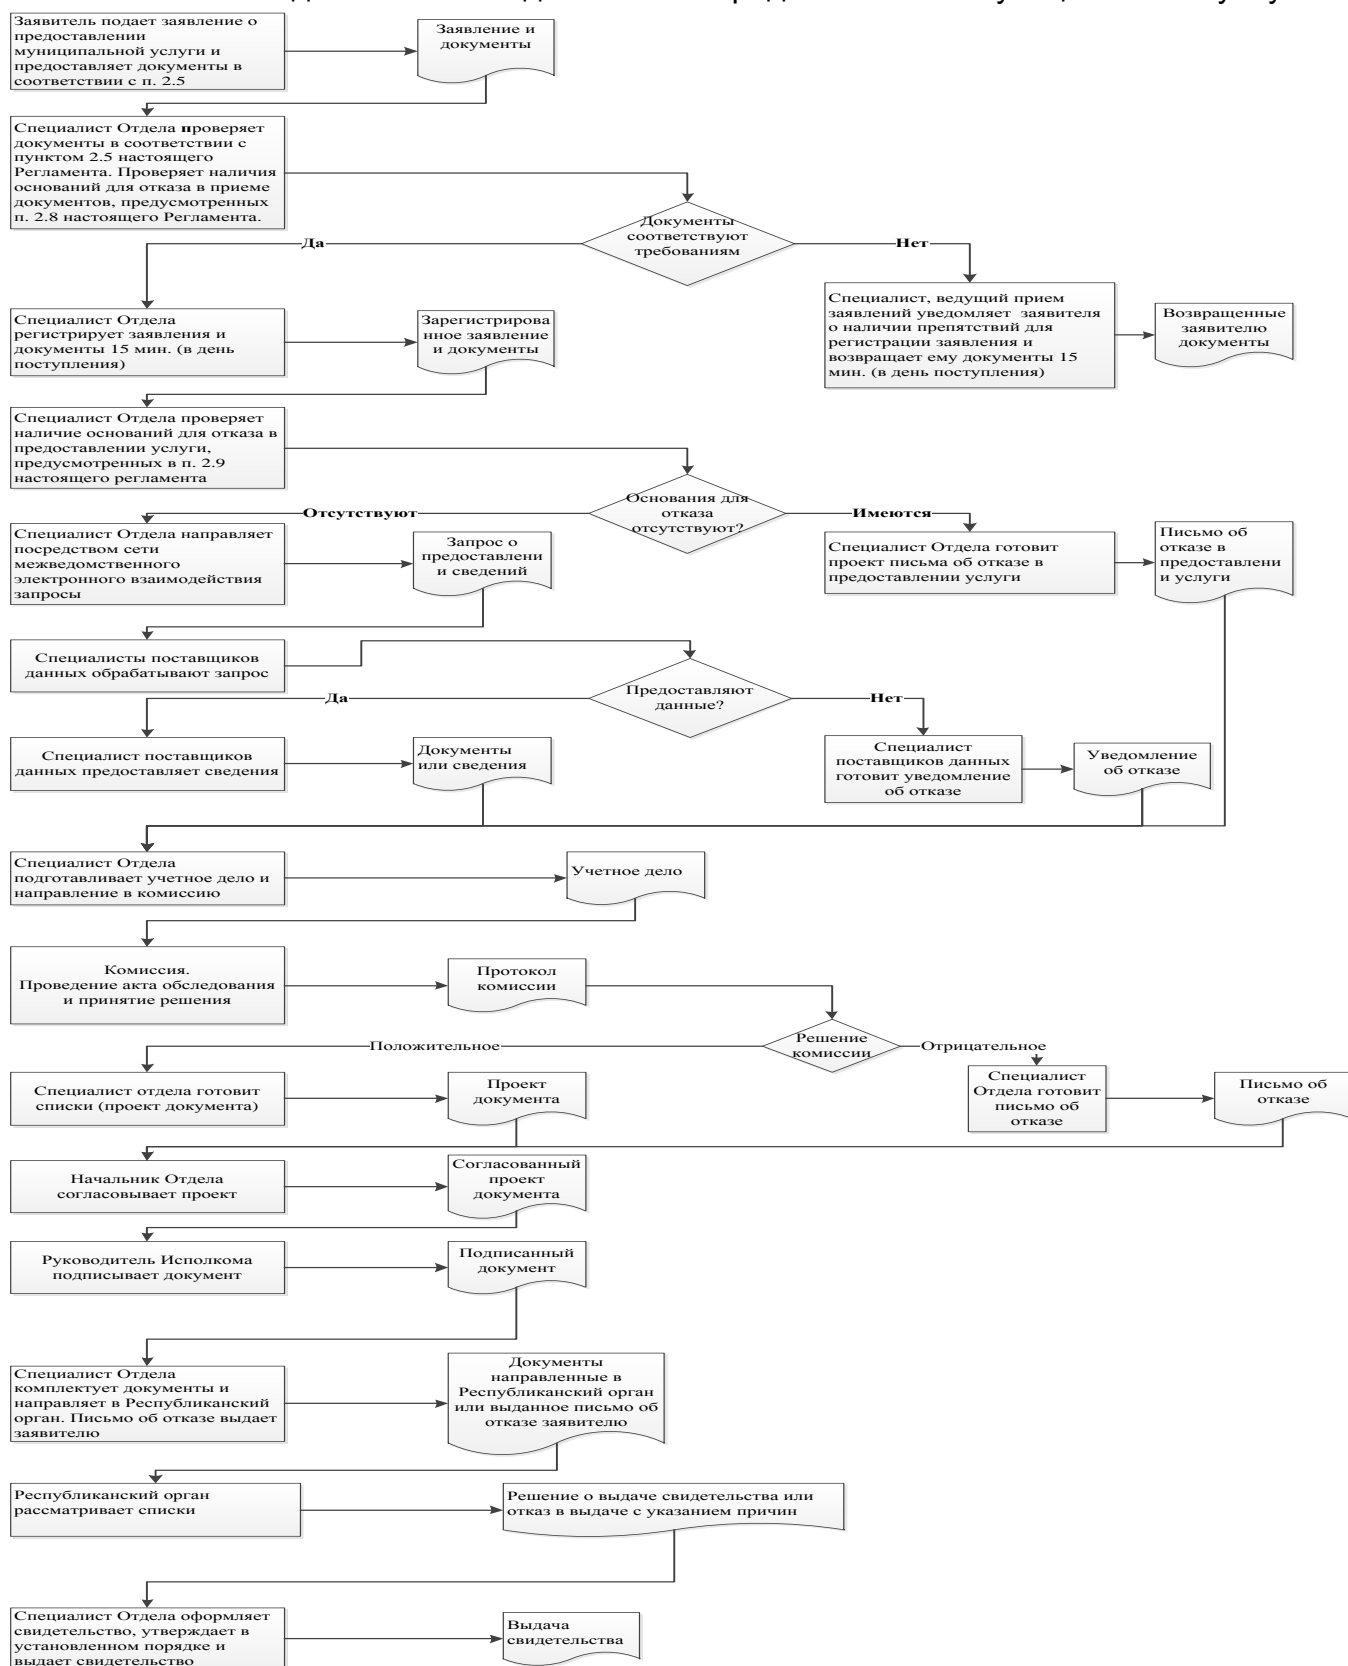 Заявитель подает заявление о
предоставлении
муниципальной услуги и
предоставляет документы в
соответствии с п. 2.5
Заявление и
документы
Специалист Отдела проверяет
документы в соответствии с
пунктом 2.5 настоящего
Регламента. Проверяет наличия
оснований для отказа в приеме
документов, предусмотренных
п. 2.8 настоящего Регламента.
Документы
соответствуют
требованиям
Да
Нет
Специалист Отдела
регистрирует заявления и
документы 15 мин. (в день
поступления)
Зарегистрирова
нное заявление
и документы
Специалист, ведущий прием
заявлений уведомляет заявителя
о наличии препятствий для
регистрации заявления и
возвращает ему документы 15
мин. (в день поступления)
Возвращенные
заявителю
документы
Специалист Отдела проверяет
наличие оснований для отказа в
предоставлении услуги,
предусмотренных в п. 2.9
настоящего регламента
Основания для
отказа
отсутствуют?
Отсутствуют
Имеются
Специалист Отдела направляет
посредством сети
межведомственного
электронного взаимодействия
запросы
Запрос о
предоставлени
и сведений
Специалист Отдела готовит
проект письма об отказе в
предоставлении услуги
Письмо об
отказе в
предоставлени
и услуги
Специалисты поставщиков
данных обрабатывают запрос
Предоставляют
данные?
Да
Нет
Специалист поставщиков
данных предоставляет сведения
Документы
или сведения
Специалист
поставщиков данных
готовит уведомление
об отказе
Уведомление
об отказе
Специалист Отдела
подготавливает учетное дело и
направление в комиссию
Учетное дело
Комиссия.
Проведение акта обследования
и принятие решения
Протокол
комиссии
Решение
комиссии
Положительное
Отрицательное
Специалист отдела готовит
списки (проект документа)
Проект
документа
Специалист
Отдела готовит
письмо об
отказе
Письмо об
отказе
Начальник Отдела
согласовывает проект
Согласованный
проект
документа
Руководитель Исполкома
подписывает документ
Подписанный
документ
Специалист Отдела
комплектует документы и
направляет в Республиканский
орган. Письмо об отказе выдает
заявителю
Документы
направленные в
Республиканский орган
или выданное письмо об
отказе заявителю
Республиканский орган
рассматривает списки
Решение о выдаче свидетельства или
отказ в выдаче с указанием причин
Специалист Отдела оформляет
свидетельство, утверждает в
установленном порядке и
выдает свидетельство
Выдача
свидетельства